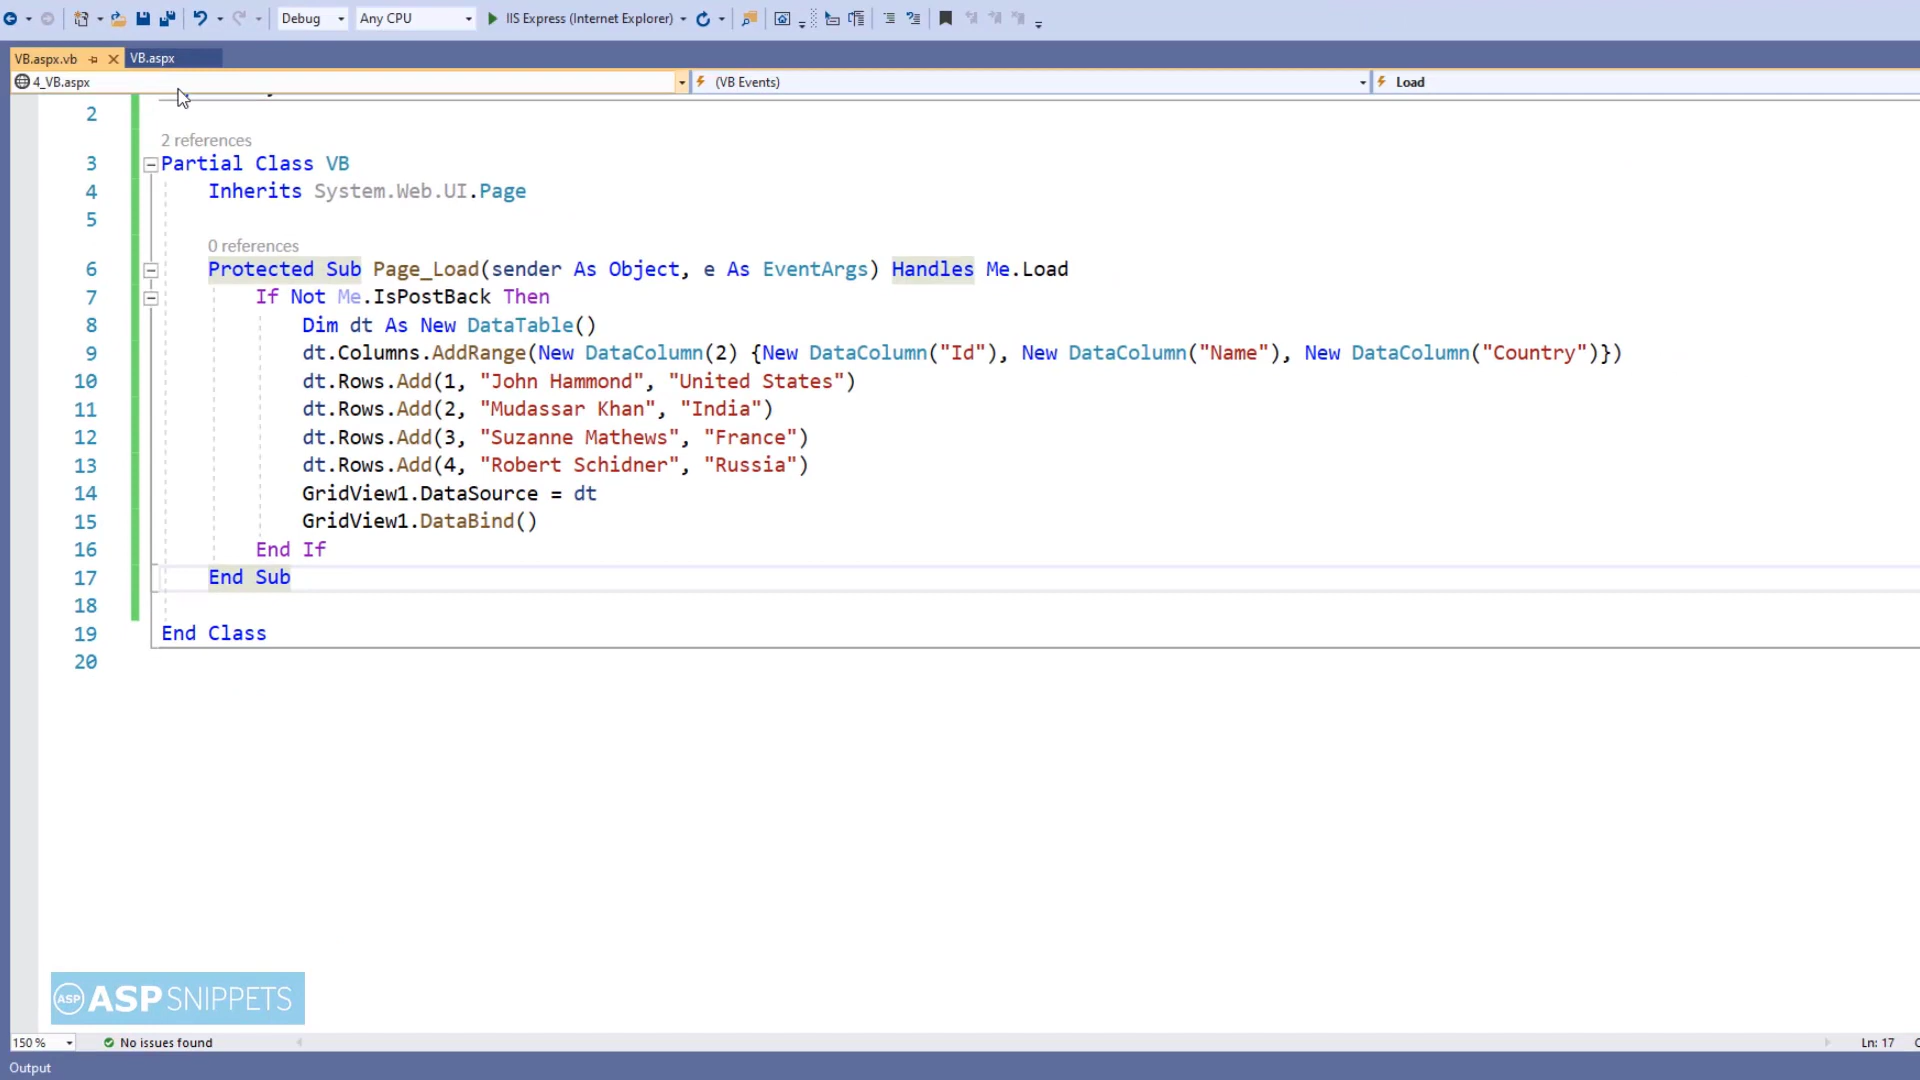 Debug
Any CPU
IIS Express (Internet Explorer)
VB.aspx.vb
VB.aspx
4_VB.aspx
(VB Events)
Load
2
2 references
3 Partial Class VB
4 Inherits System.Web.UI.Page
5
0 references
6 Protected Sub Page_Load(sender As Object, e As EventArgs) Handles Me.Load
7 If Not Me.IsPostBack Then
8 Dim dt As New DataTable()
9 dt.Columns.AddRange(New DataColumn(2) {New DataColumn("Id"), New DataColumn("Name"), New DataColumn("Country")})
10 dt.Rows.Add(1, "John Hammond", "United States")
11 dt.Rows.Add(2, "Mudassar Khan", "India")
12 dt.Rows.Add(3, "Suzanne Mathews", "France")
13 dt.Rows.Add(4, "Robert Schidner", "Russia")
14 GridView1.DataSource = dt
15 GridView1.DataBind()
16 End If
17 End Sub
18
19 End Class
20
ASP ASPSNIPPETS
150 %
No issues found
Ln: 17
Output